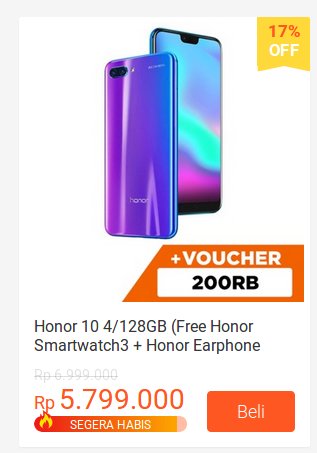 17%
OFF
honor
+VOUCHER
200RB
Honor 10 4/128GB (Free Honor
Smartwatch3 + Honor Earphone
Rp 6.999.000
Rp 5.799.000
SEGERA HABIS
Beli